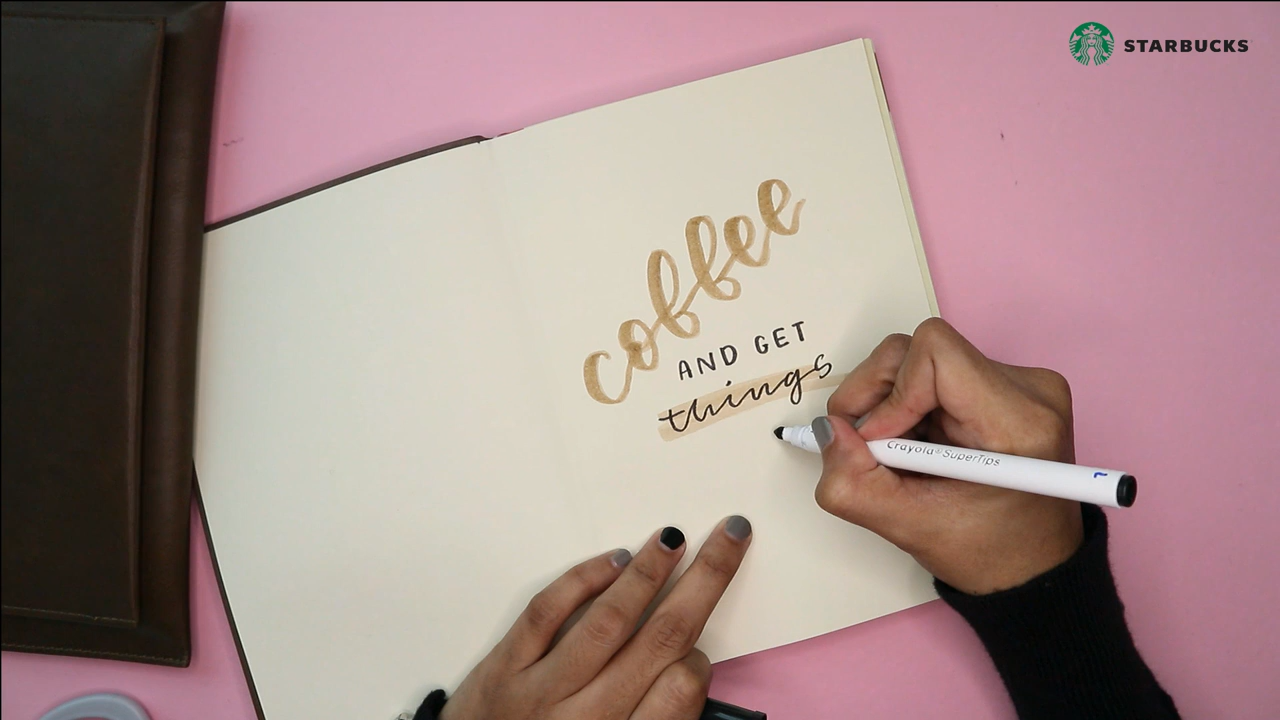 STARBUCKS
coffee
AND GET
things
Crayola® SuperTips